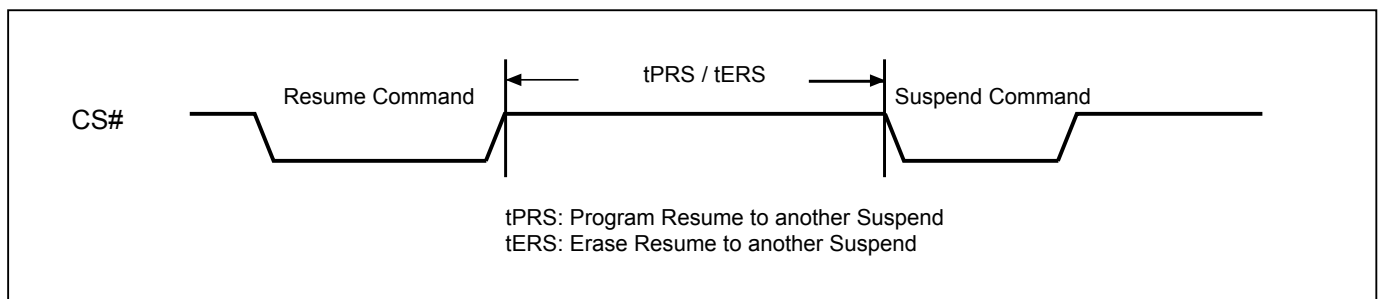 tPRS / tERS
Resume Command
Suspend Command
CS#
tPRS: Program Resume to another Suspend
tERS: Erase Resume to another Suspend